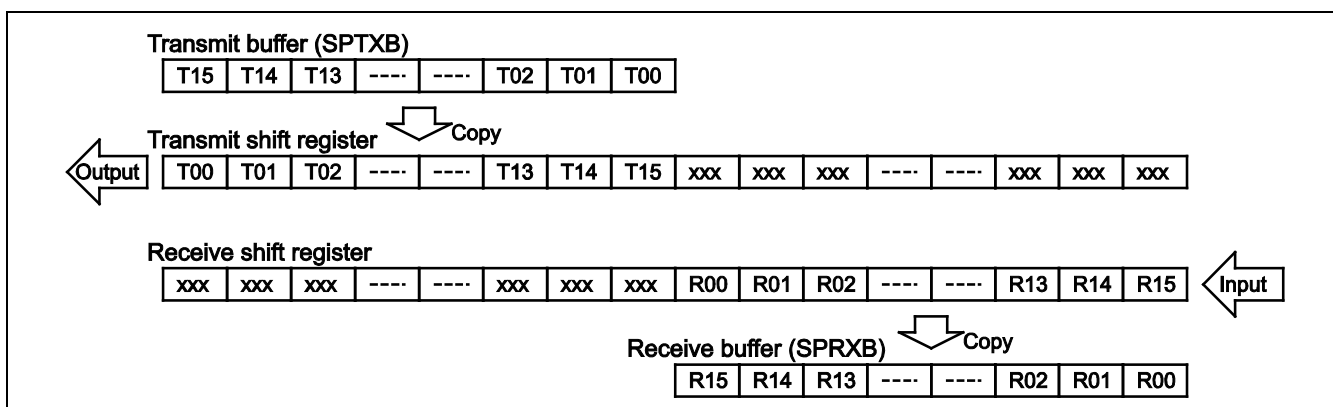 Transmit buffer (SPTXB)
T15 T14 T13 ---- ---- T02 T01 T00
Copy
Transmit shift register
Output T00 T01 T02 ---- ---- T13 T14 T15 xxx xxx xxx ---- ---- xxx xxx xxx
Receive shift register
xxx xxx xxx ---- ---- xxx xxx xxx R00 R01 R02 ---- ---- R13 R14 R15 Input
Copy
Receive buffer (SPRXB)
R15 R14 R13 ---- ---- R02 R01 R00